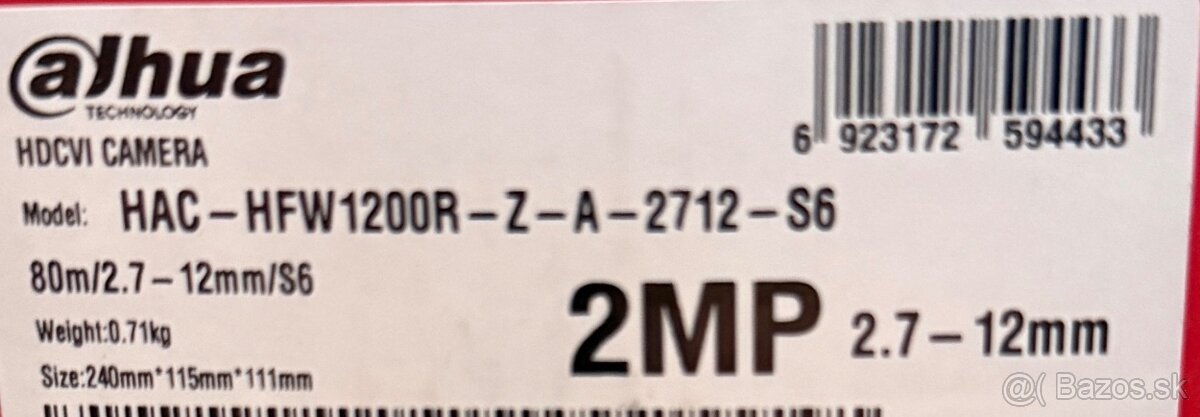 alhua
TECHNOLOGY
6 923172 594433
HDCVI CAMERA
Model: HAC-HFW1200R-Z-A-2712-S6
80m/2.7-12mm/S6
2MP 2.7-12mm
Weight:0.71kg
Size:240mm*115mm*111mm
@( Bazos.sk